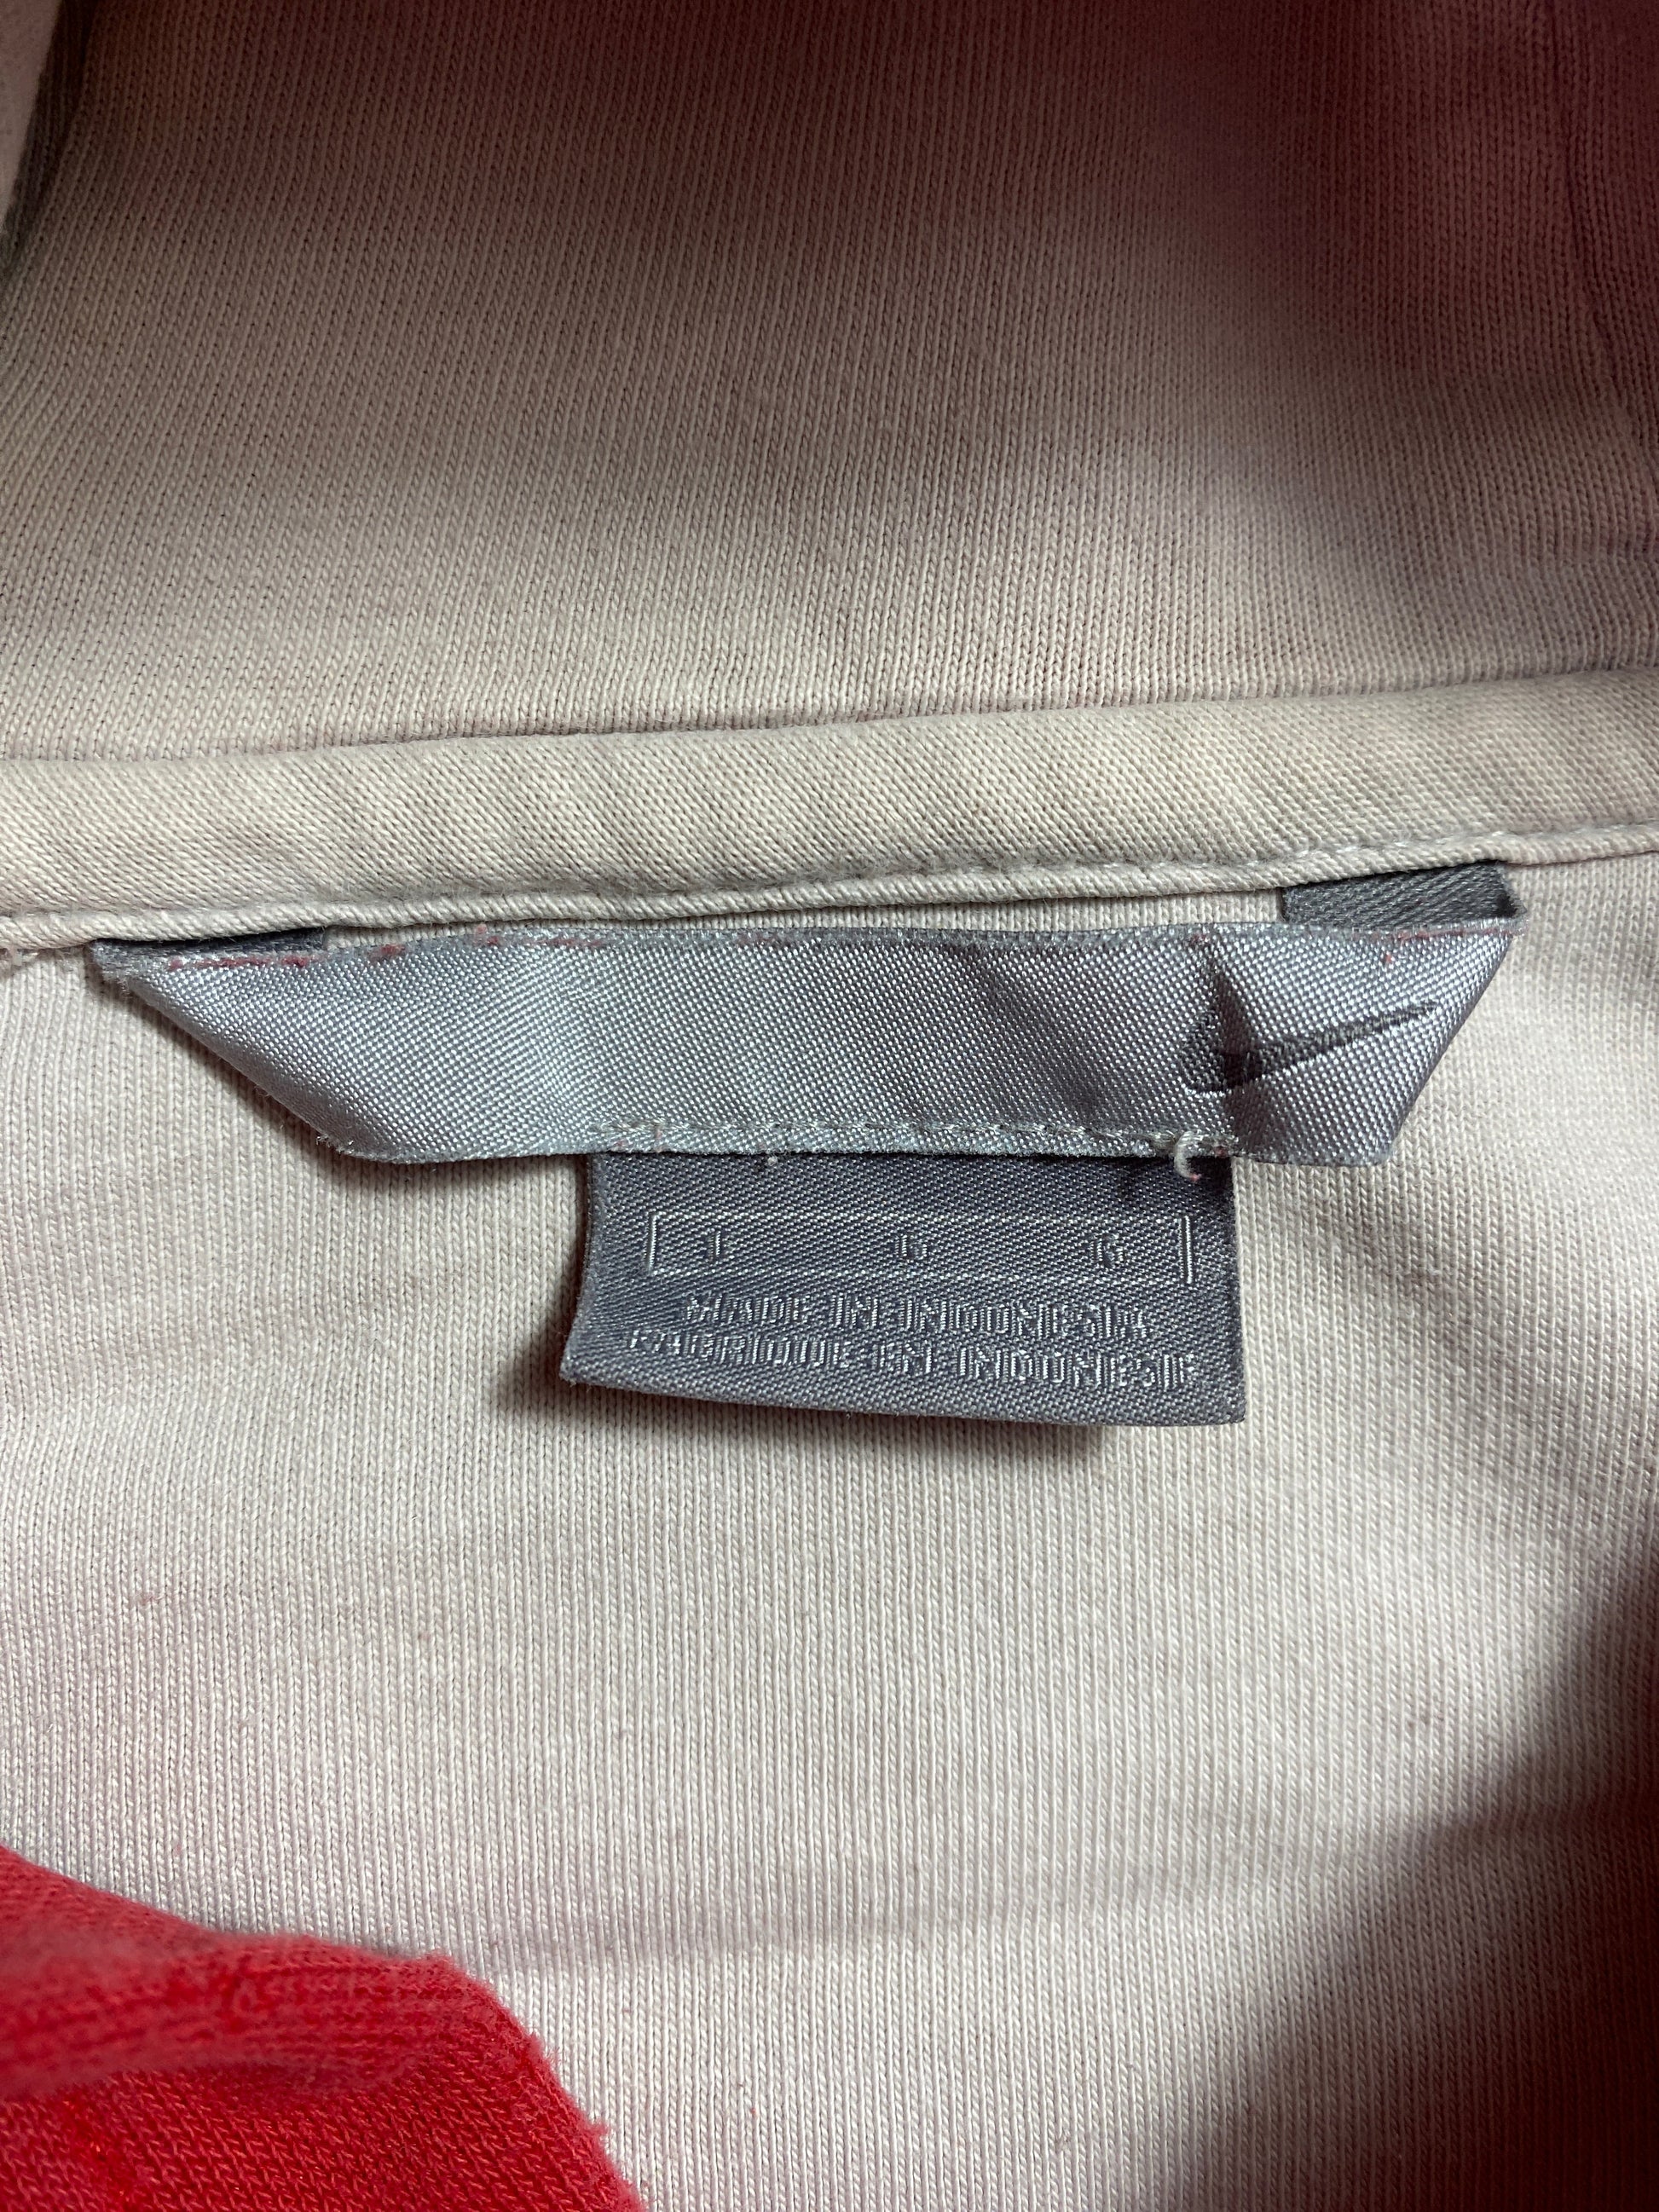 L G G
MADE IN INDONESIA
FABRIQUE EN INDONESIE